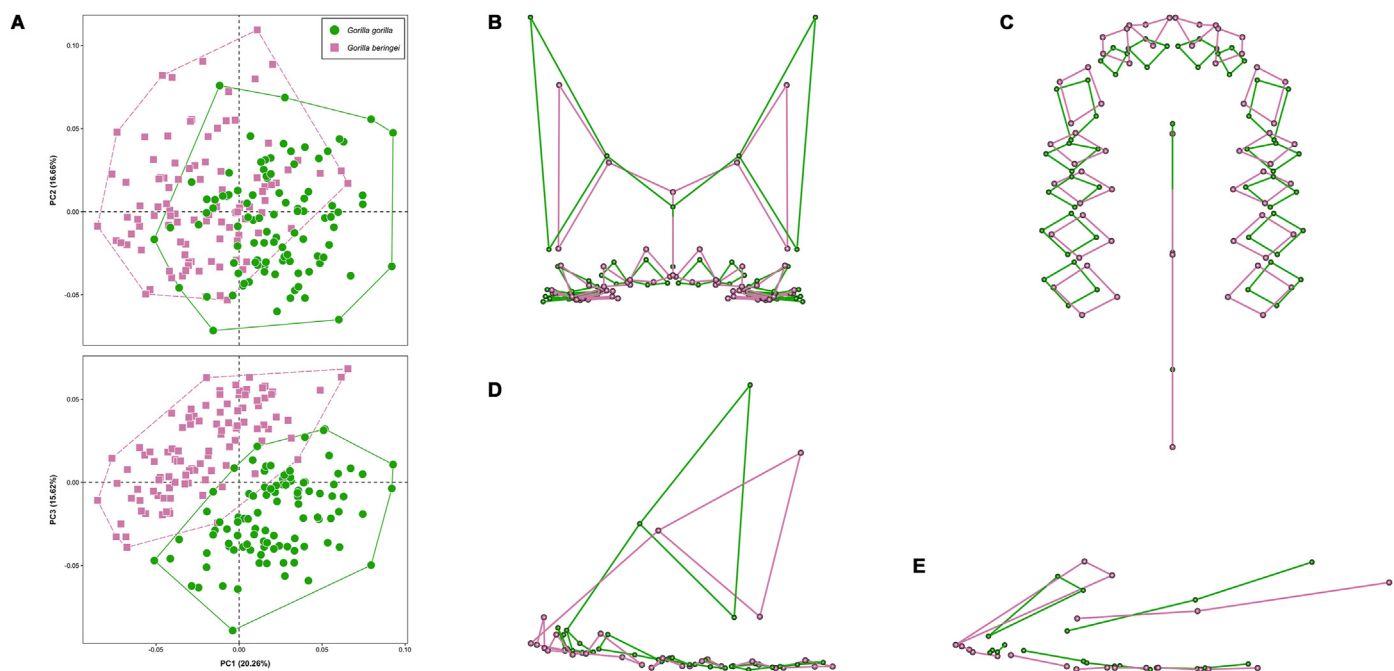 A
B
C
D
E
Gorilla gorilla
Gorilla beringei
0.10
0.05
0.00
-0.05
PC2 (16.66%)
0.05
0.00
-0.05
PC3 (15.62%)
-0.05
0.00
0.05
0.10
PC1 (20.26%)